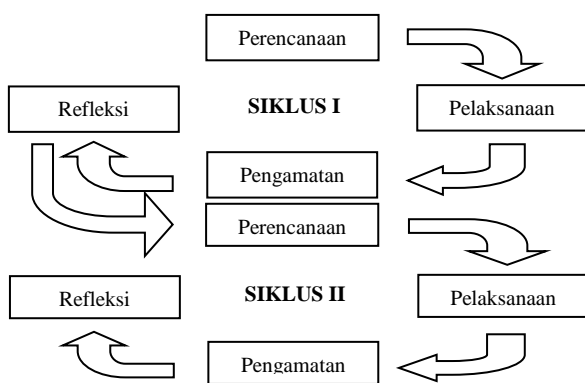 Perencanaan
Refleksi
SIKLUS I
Pelaksanaan
Pengamatan
Perencanaan
Refleksi
SIKLUS II
Pelaksanaan
Pengamatan